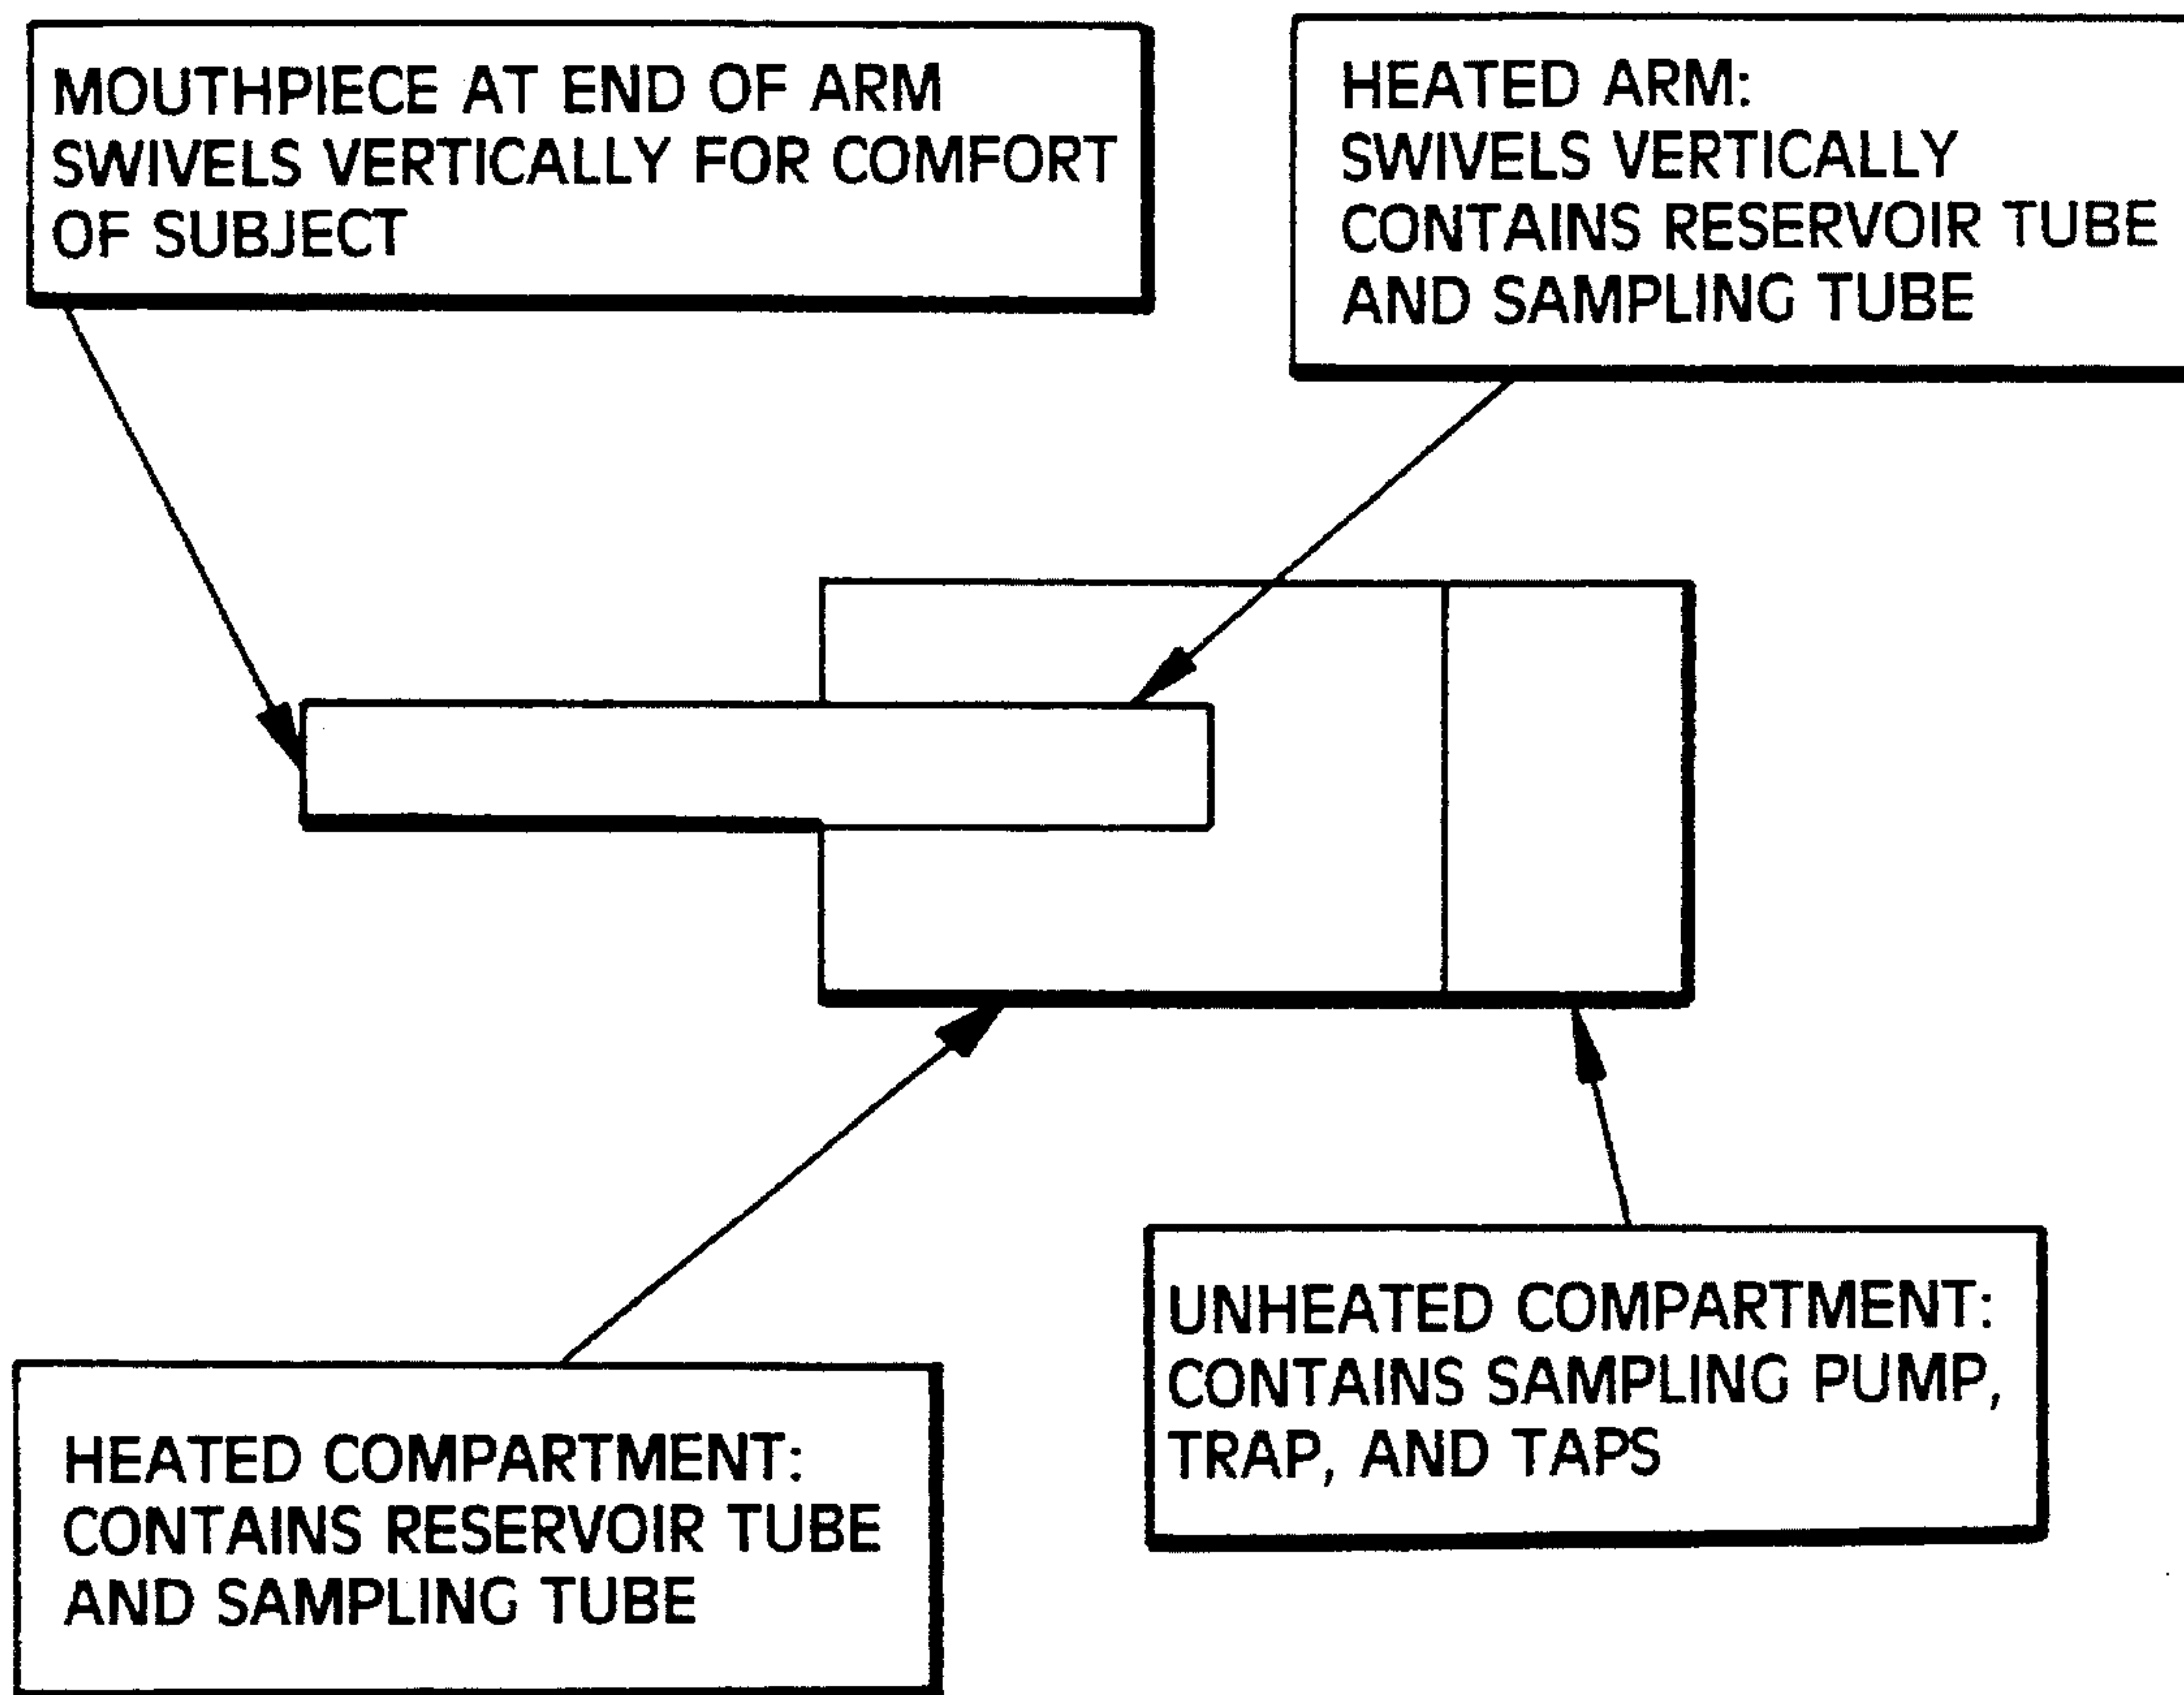 MOUTHPIECE AT END OF ARM
SWIVELS VERTICALLY FOR COMFORT
OF SUBJECT
HEATED ARM:
SWIVELS VERTICALLY
CONTAINS RESERVOIR TUBE
AND SAMPLING TUBE
HEATED COMPARTMENT:
CONTAINS RESERVOIR TUBE
AND SAMPLING TUBE
UNHEATED COMPARTMENT:
CONTAINS SAMPLING PUMP,
TRAP, AND TAPS